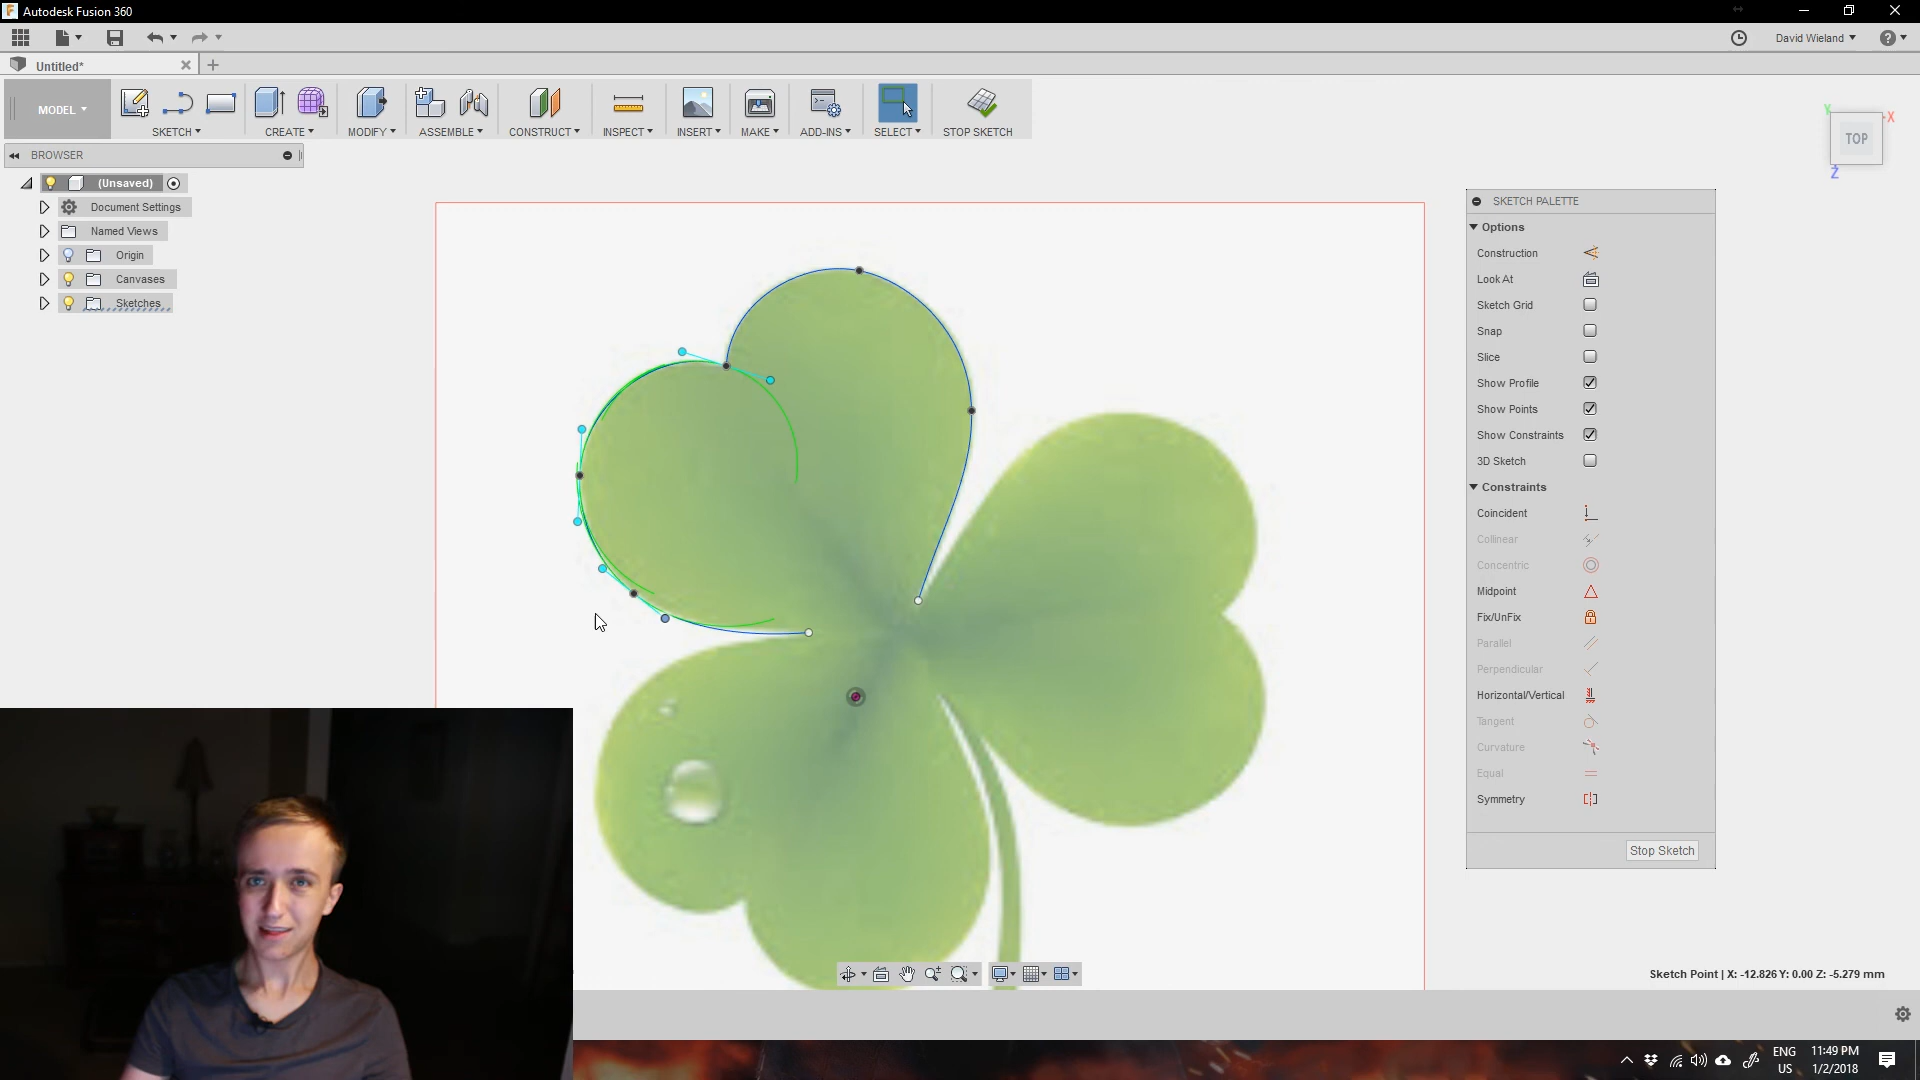 Autodesk Fusion 360
David Wieland
Untitled*
MODEL
SKETCH
CREATE
MODIFY
ASSEMBLE
CONSTRUCT
INSPECT
INSERT
MAKE
ADD-INS
SELECT
STOP SKETCH
BROWSER
(Unsaved)
Document Settings
Named Views
Origin
Canvases
Sketches
Y
X
TOP
Z
SKETCH PALETTE
Options
Construction
Look At
Sketch Grid
Snap
Slice
Show Profile
Show Points
Show Constraints
3D Sketch
Constraints
Coincident
Collinear
Concentric
Midpoint
Fix/UnFix
Parallel
Perpendicular
Horizontal/Vertical
Tangent
Curvature
Equal
Symmetry
Stop Sketch
Sketch Point | X: -12.826 Y: 0.00 Z: -5.279 mm
ENG
US
11:49 PM
1/2/2018